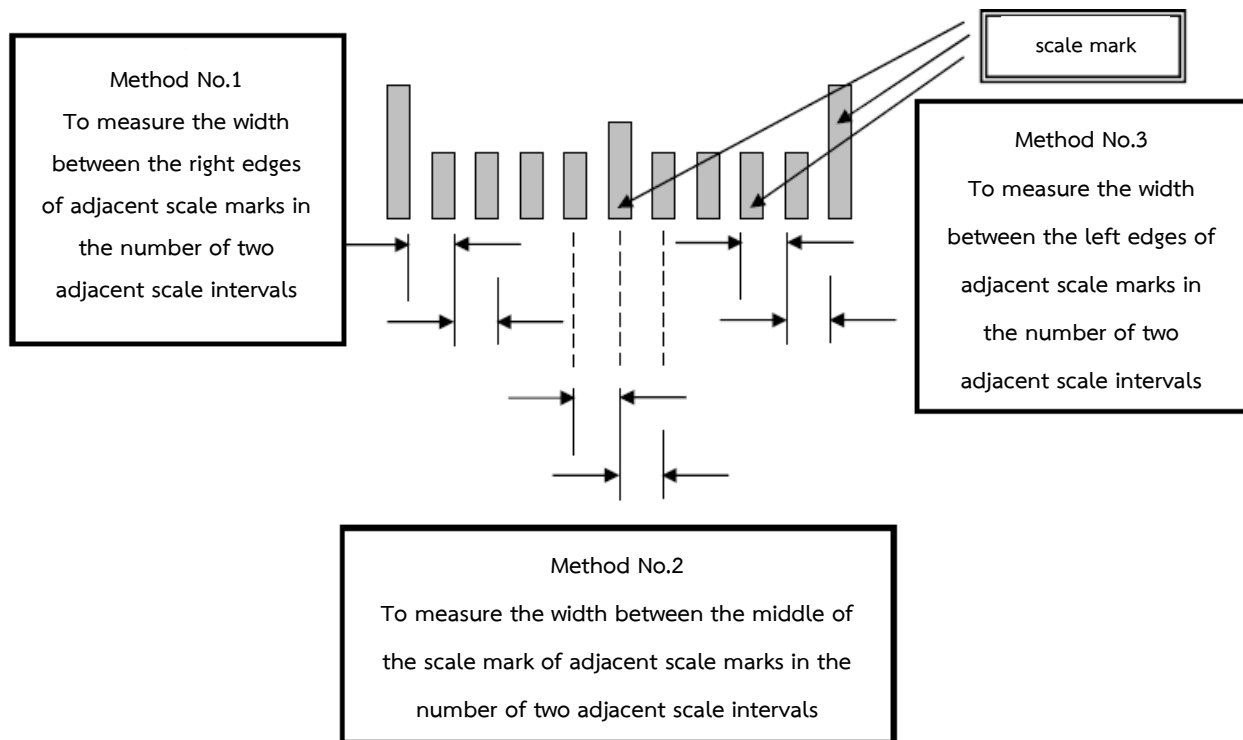 Method No.1
To measure the width
between the right edges
of adjacent scale marks in
the number of two
adjacent scale intervals
scale mark
Method No.3
To measure the width
between the left edges of
adjacent scale marks in
the number of two
adjacent scale intervals
Method No.2
To measure the width between the middle of
the scale mark of adjacent scale marks in the
number of two adjacent scale intervals